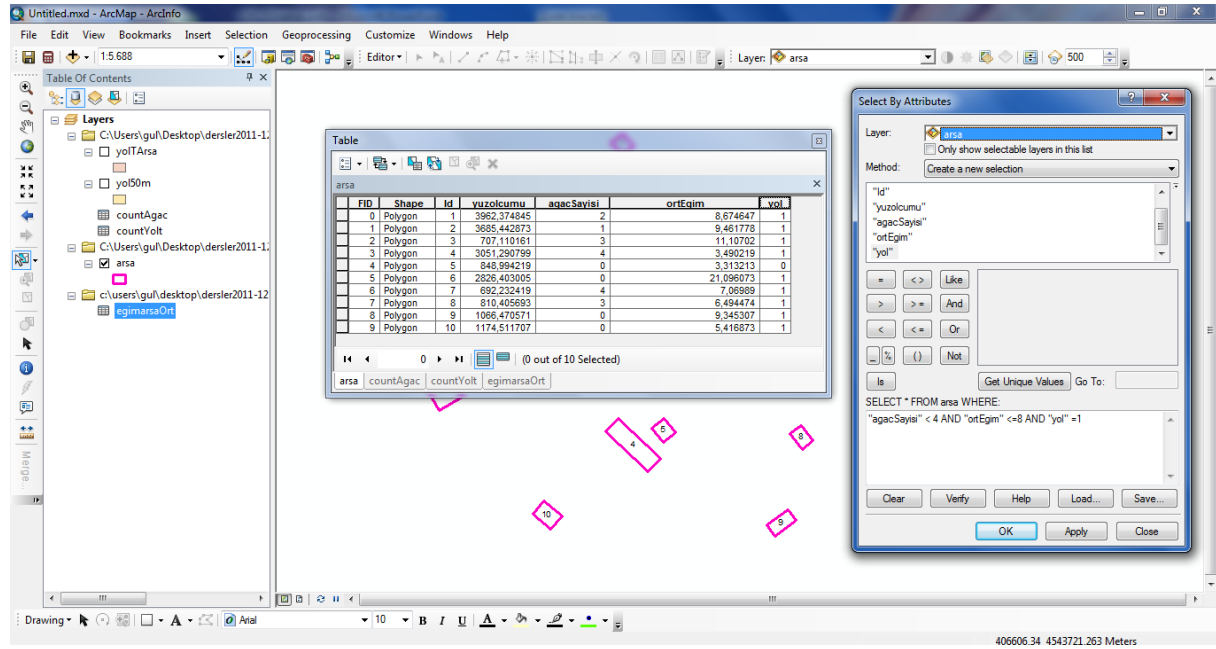 Untitled.mxd - ArcMap - ArcInfo
File Edit View Bookmarks Insert Selection Geoprocessing Customize Windows Help
1:5.688 Editor Layer: arsa 500
Table Of Contents
Layers
C:\Users\gul\Desktop\dersler2011-12
yolTArsa
yol50m
countAgac
countYolt
C:\Users\gul\Desktop\dersler2011-12
arsa
c:\users\gul\desktop\dersler2011-12
egimarsaOrt
Merge...
Table
arsa
FID Shape Id yuzolcumu agacSayisi ortEgim yol
0 Polygon 1 3962,374845 2 8,674647 1
1 Polygon 2 3685,442873 1 9,461778 1
2 Polygon 3 707,110161 3 11,10702 1
3 Polygon 4 3051,290799 4 3,490219 1
4 Polygon 5 848,994219 0 3,313213 0
5 Polygon 6 2826,403005 0 21,096073 1
6 Polygon 7 692,232419 4 7,06989 1
7 Polygon 8 810,405693 3 6,494474 1
8 Polygon 9 1066,470571 0 9,345307 1
9 Polygon 10 1174,511707 0 5,416873 1
0 (0 out of 10 Selected)
arsa countAgac countYolt egimarsaOrt
4
5
8
10
9
Select By Attributes
Layer: arsa
Only show selectable layers in this list
Method: Create a new selection
"Id"
"yuzolcumu"
"agacSayisi"
"ortEgim"
"yol"
= < > Like
> > = And
< < = Or
_ % () Not
Is Get Unique Values Go To:
SELECT * FROM arsa WHERE:
"agacSayisi" < 4 AND "ortEgim" <=8 AND "yol" =1
Clear Verify Help Load... Save...
OK Apply Close
Drawing A Arial 10 B I U A
406606.34 4543721.263 Meters